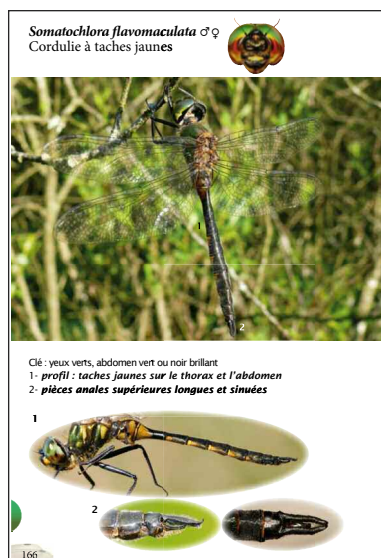 Somatochlora flavomaculata ♂♀
Cordulie à taches jaunes
1
2
Clé : yeux verts, abdomen vert ou noir brillant
1- profil : taches jaunes sur le thorax et l'abdomen
2- pièces anales supérieures longues et sinuées
1
2
166